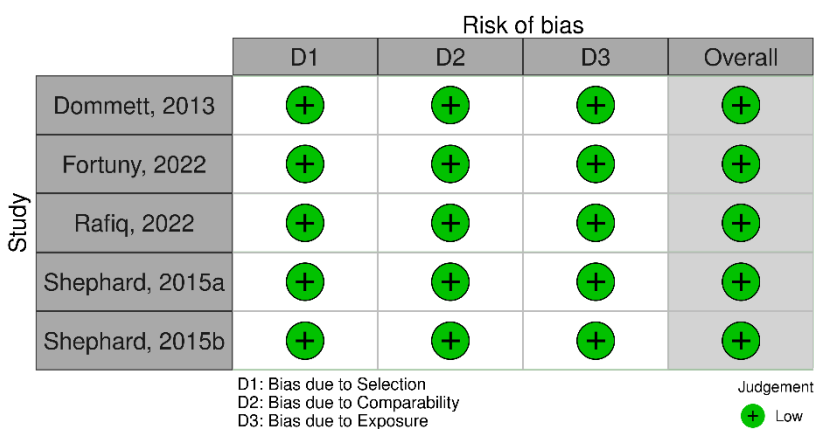 Risk of bias
D1 D2 D3 Overall
Study
Dommett, 2013 + + + +
Fortuny, 2022 + + + +
Rafiq, 2022 + + + +
Shephard, 2015a + + + +
Shephard, 2015b + + + +
D1: Bias due to Selection
D2: Bias due to Comparability
D3: Bias due to Exposure
Judgement
+ Low